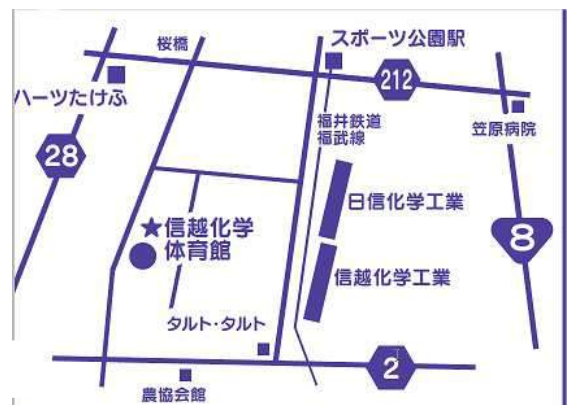 桜橋
スポーツ公園駅
ハーツたけふ
212
福井鉄道
福武線
笠原病院
28
日信化学工業
★信越化学
体育館
8
信越化学工業
タルト・タルト
2
農協会館